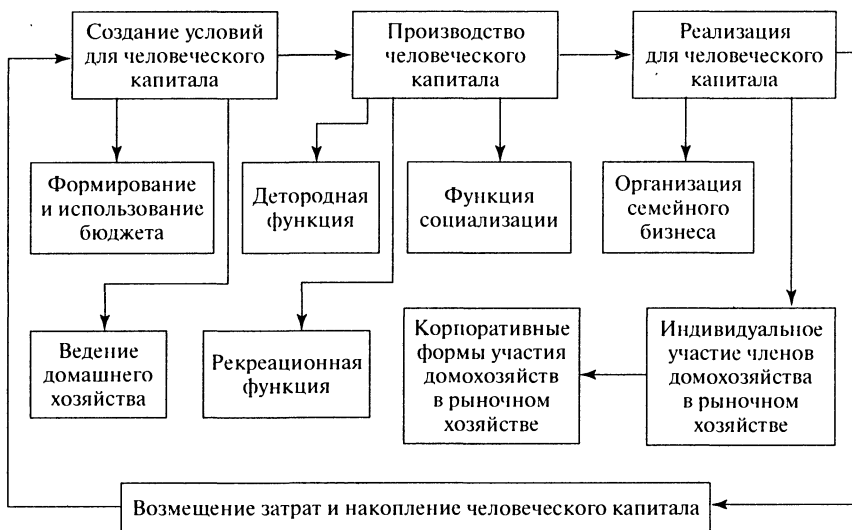 Создание условий
для человеческого
капитала
Производство
человеческого
капитала
Реализация
для человеческого
капитала
Формирование
и использование
бюджета
Детородная
функция
Функция
социализации
Организация
семейного
бизнеса
Ведение
домашнего
хозяйства
Рекреационная
функция
Корпоративные
формы участия
домохозяйств
в рыночном
хозяйстве
Индивидуальное
участие членов
домохозяйства
в рыночном
хозяйстве
Возмещение затрат и накопление человеческого капитала